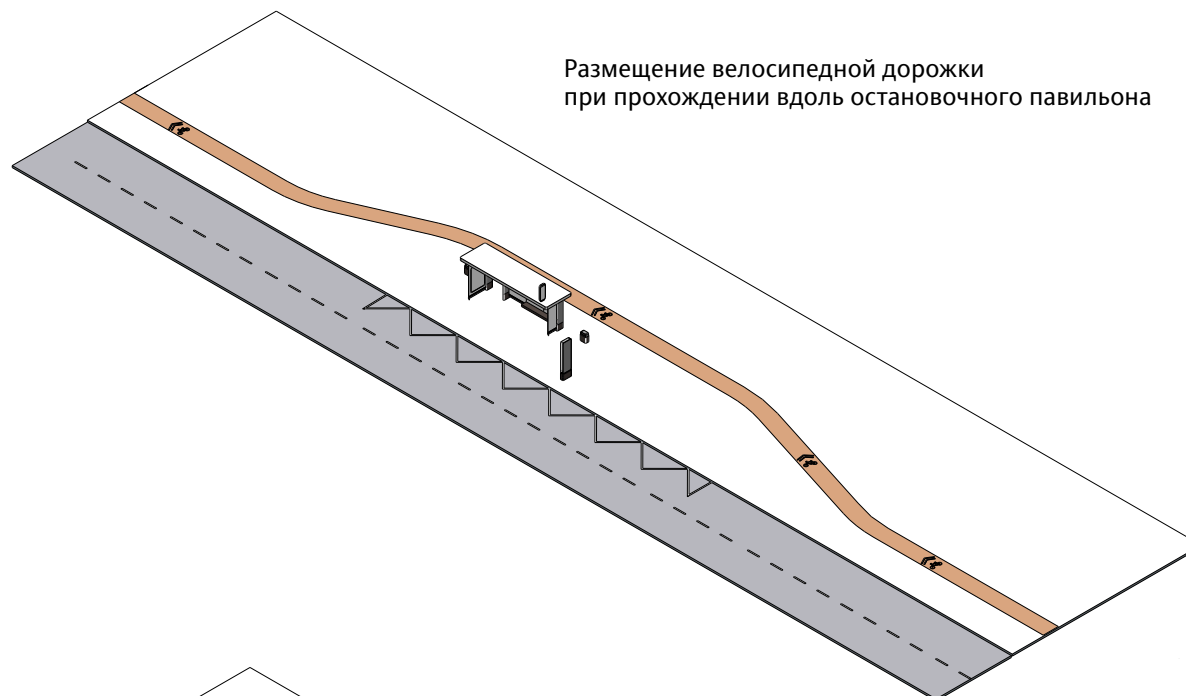 Размещение велосипедной дорожки
при прохождении вдоль остановочного павильона